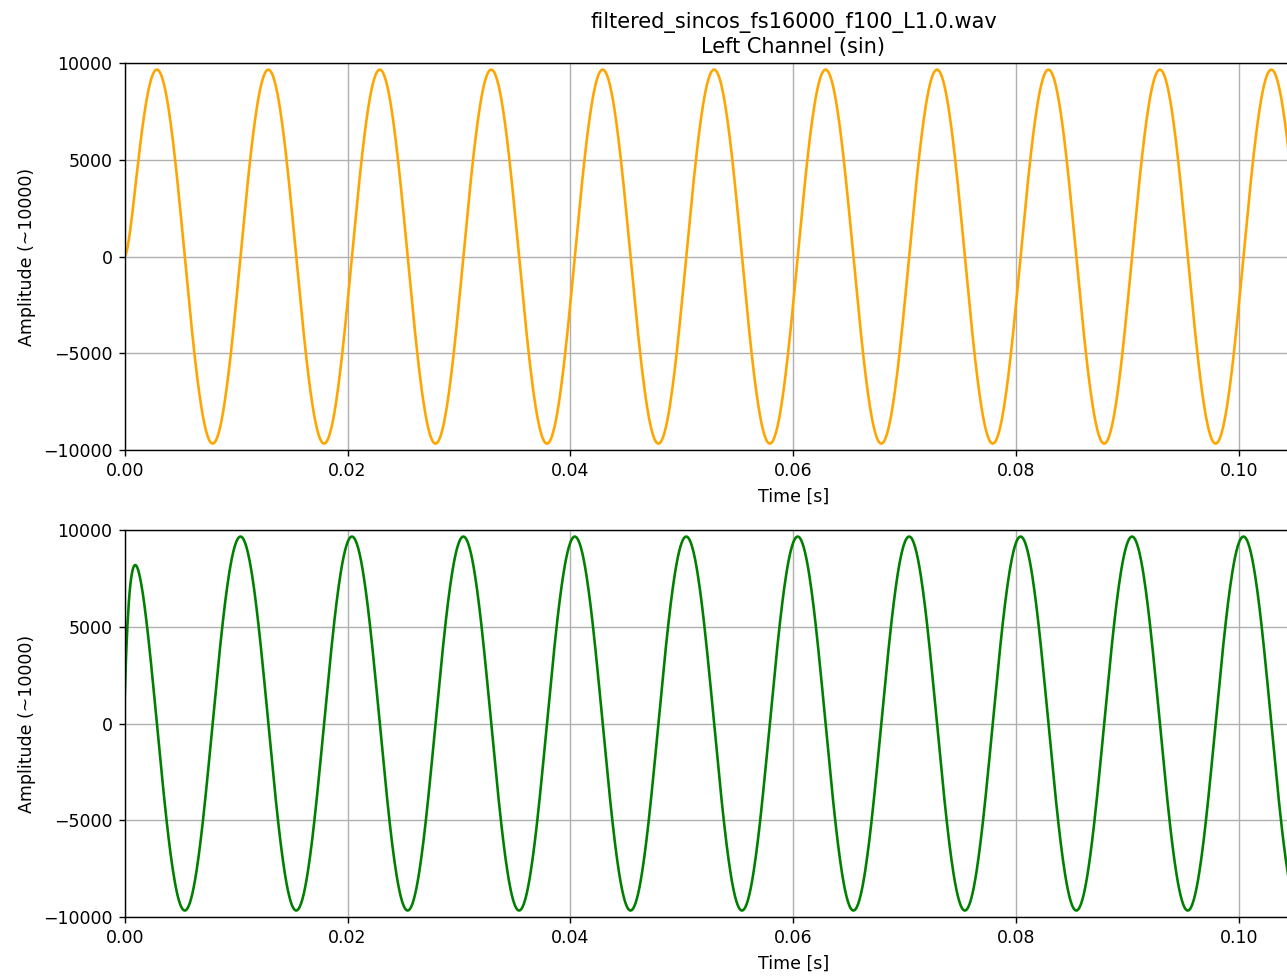 filtered_sincos_fs16000_f100_L1.0.wav
Left Channel (sin)
Amplitude (~10000)
10000
5000
0
−5000
−10000
0.00 0.02 0.04 0.06 0.08 0.10
Time [s]
Amplitude (~10000)
10000
5000
0
−5000
−10000
0.00 0.02 0.04 0.06 0.08 0.10
Time [s]